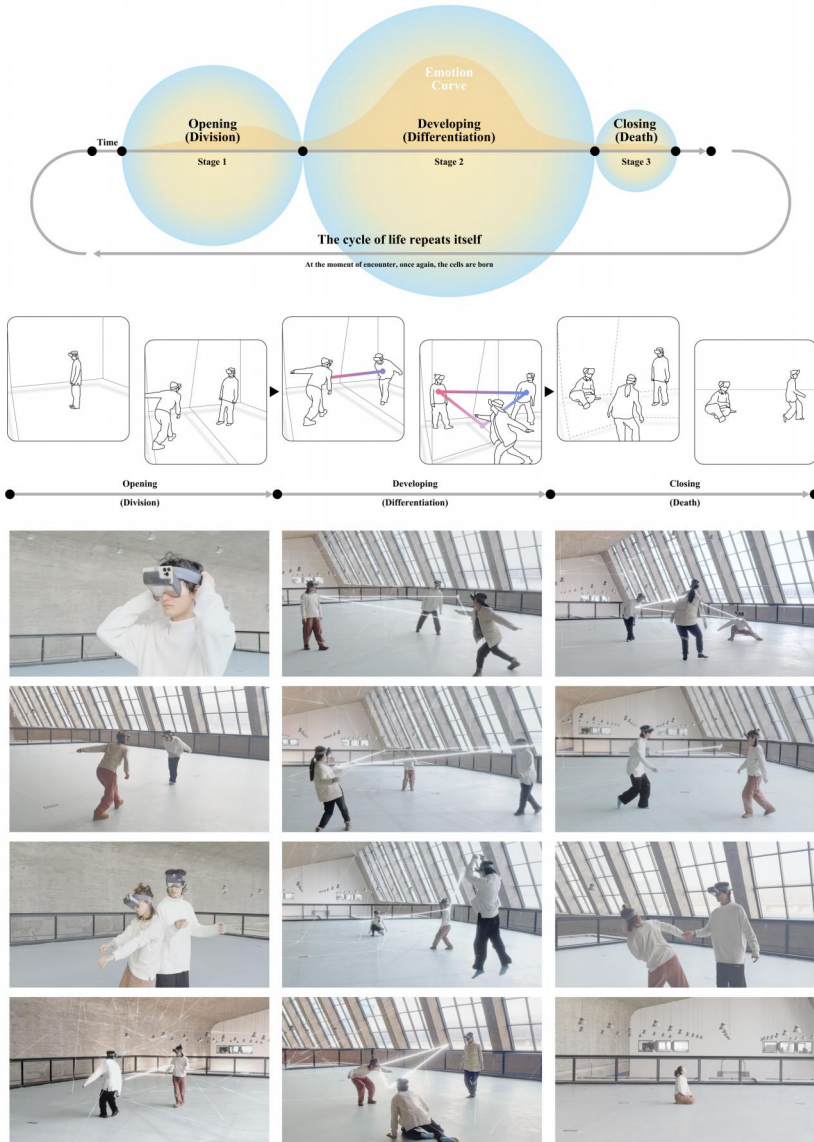 Emotion
Curve
Opening
(Division)
Developing
(Differentiation)
Closing
(Death)
Time
Stage 1
Stage 2
Stage 3
The cycle of life repeats itself
At the moment of encounter, once again, the cells are born
Opening
Developing
Closing
(Division)
(Differentiation)
(Death)